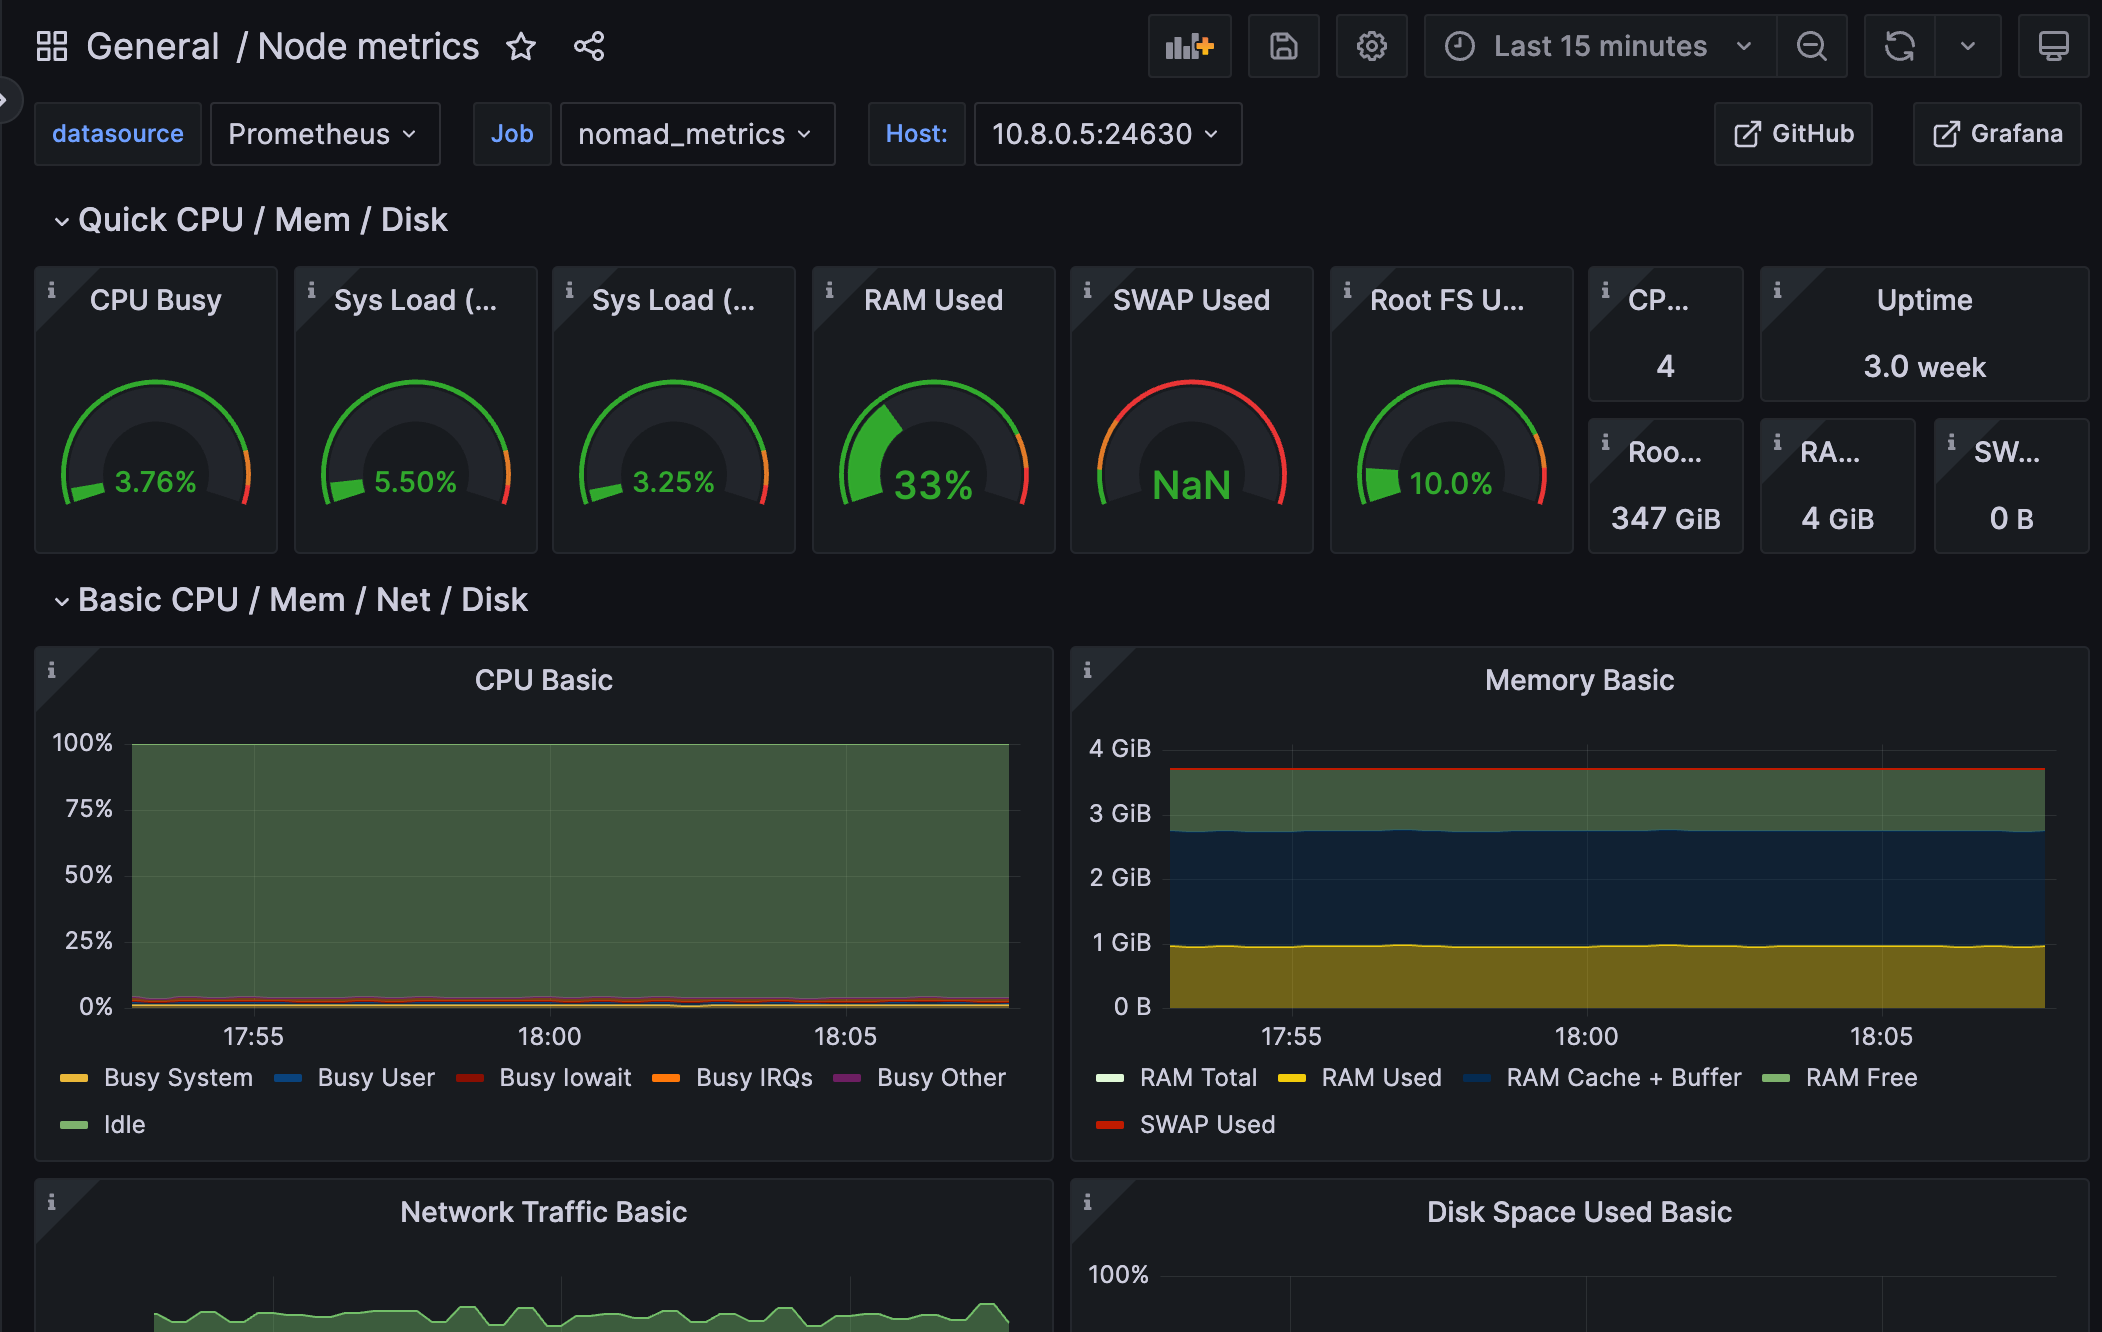 General / Node metrics
Last 15 minutes
datasource Prometheus Job nomad_metrics Host: 10.8.0.5:24630 GitHub Grafana
Quick CPU / Mem / Disk
CPU Busy
3.76%
Sys Load (...
5.50%
Sys Load (...
3.25%
RAM Used
33%
SWAP Used
NaN
Root FS U...
10.0%
CP...
4
Uptime
3.0 week
Roo...
347 GiB
RA...
4 GiB
SW...
0 B
Basic CPU / Mem / Net / Disk
CPU Basic
100%
75%
50%
25%
0%
17:55 18:00 18:05
Busy System Busy User Busy Iowait Busy IRQs Busy Other
Idle
Memory Basic
4 GiB
3 GiB
2 GiB
1 GiB
0 B
17:55 18:00 18:05
RAM Total RAM Used RAM Cache + Buffer RAM Free
SWAP Used
Network Traffic Basic
Disk Space Used Basic
100%